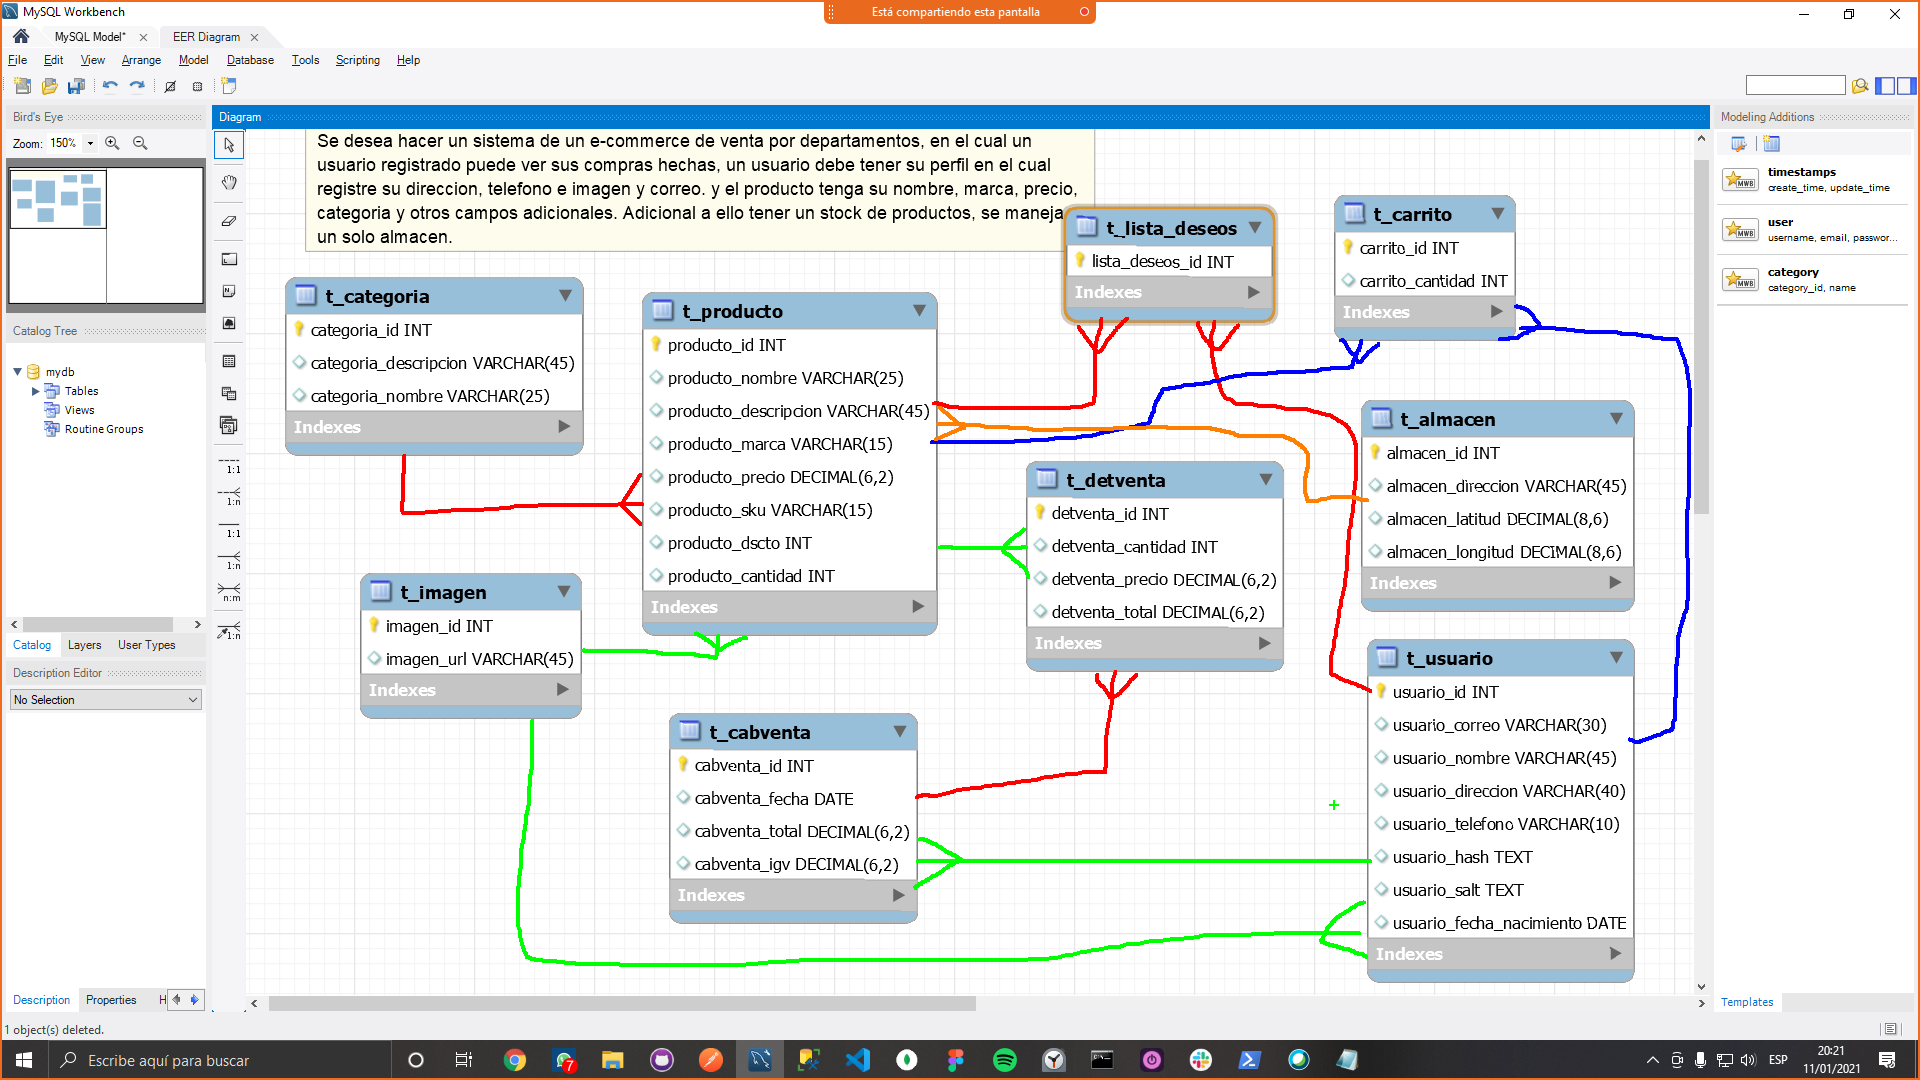 MySQL Workbench
Está compartiendo esta pantalla
MySQL Model*
EER Diagram
File Edit View Arrange Model Database Tools Scripting Help
Bird's Eye
Zoom: 150%
Diagram
Modeling Additions
Se desea hacer un sistema de un e-commerce de venta por departamentos, en el cual un
usuario registrado puede ver sus compras hechas, un usuario debe tener su perfil en el cual
registre su direccion, telefono e imagen y correo. y el producto tenga su nombre, marca, precio,
categoria y otros campos adicionales. Adicional a ello tener un stock de productos, se maneja
un solo almacen.
timestamps
create_time, update_time
user
username, email, passwor...
category
category_id, name
Catalog Tree
mydb
Tables
Views
Routine Groups
Catalog Layers User Types
Description Editor
No Selection
Description Properties H
1:1
1:n
1:1
1:n
n:m
1:n
t_categoria
categoria_id INT
categoria_descripcion VARCHAR(45)
categoria_nombre VARCHAR(25)
Indexes
t_producto
producto_id INT
producto_nombre VARCHAR(25)
producto_descripcion VARCHAR(45)
producto_marca VARCHAR(15)
producto_precio DECIMAL(6,2)
producto_sku VARCHAR(15)
producto_dscto INT
producto_cantidad INT
Indexes
t_lista_deseos
lista_deseos_id INT
Indexes
t_carrito
carrito_id INT
carrito_cantidad INT
Indexes
t_almacen
almacen_id INT
almacen_direccion VARCHAR(45)
almacen_latitud DECIMAL(8,6)
almacen_longitud DECIMAL(8,6)
Indexes
t_detventa
detventa_id INT
detventa_cantidad INT
detventa_precio DECIMAL(6,2)
detventa_total DECIMAL(6,2)
Indexes
t_imagen
imagen_id INT
imagen_url VARCHAR(45)
Indexes
t_cabventa
cabventa_id INT
cabventa_fecha DATE
cabventa_total DECIMAL(6,2)
cabventa_igv DECIMAL(6,2)
Indexes
t_usuario
usuario_id INT
usuario_correo VARCHAR(30)
usuario_nombre VARCHAR(45)
usuario_direccion VARCHAR(40)
usuario_telefono VARCHAR(10)
usuario_hash TEXT
usuario_salt TEXT
usuario_fecha_nacimiento DATE
Indexes
Templates
1 object(s) deleted.
Escribe aquí para buscar
7
ESP
20:21
11/01/2021